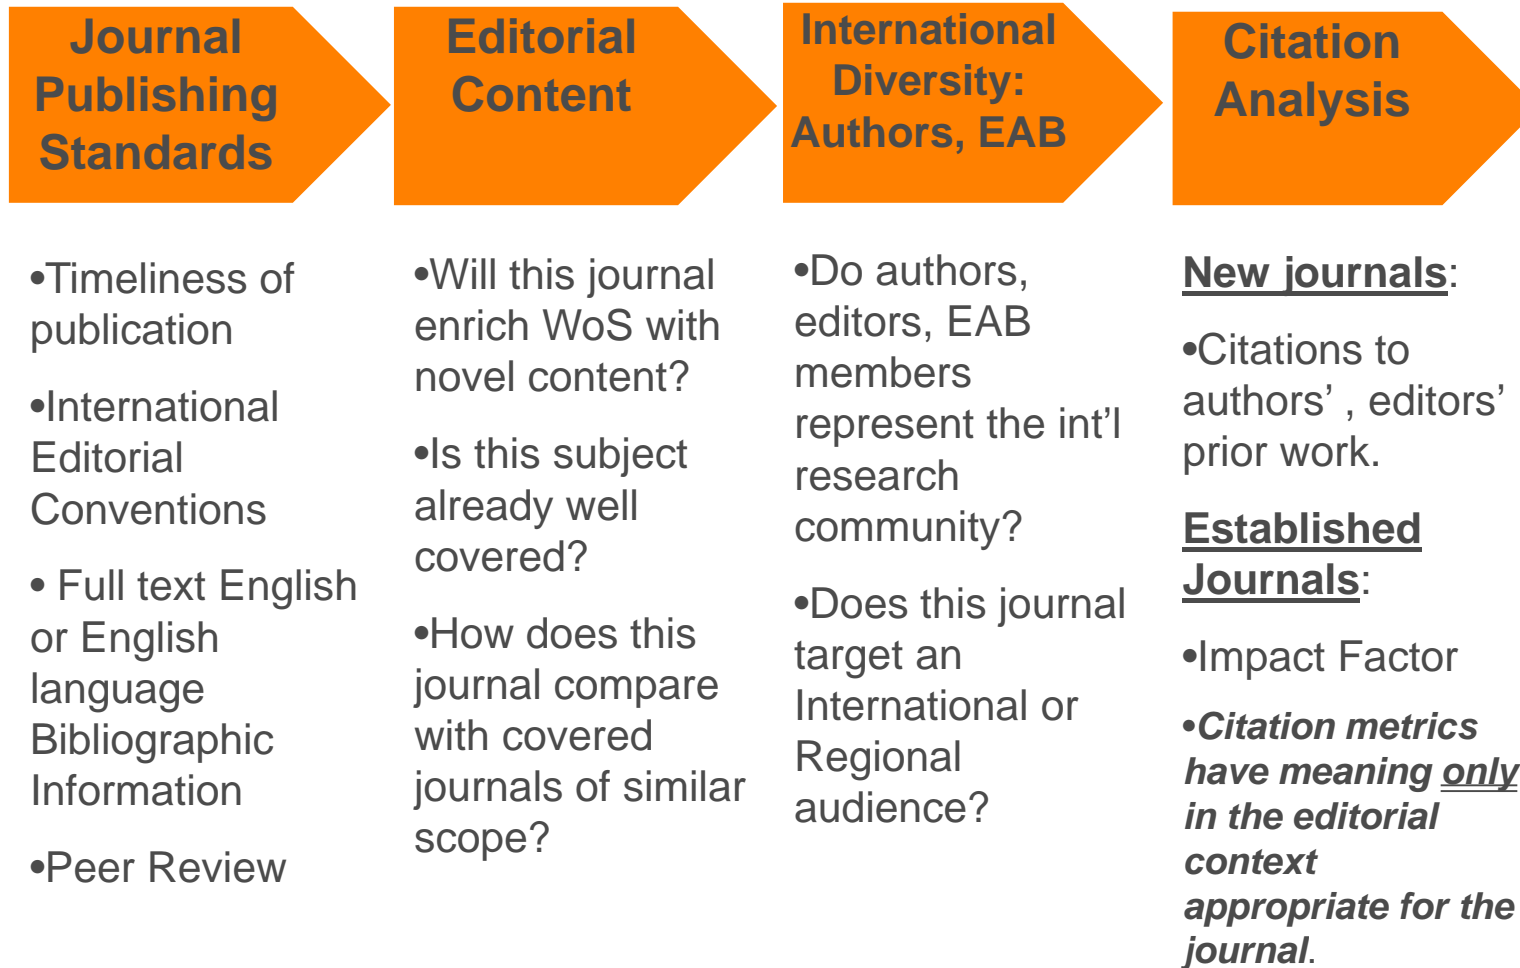 Journal
Publishing
Standards
•Timeliness of
publication
•International
Editorial
Conventions
• Full text English
or English
language
Bibliographic
Information
•Peer Review
Editorial
Content
•Will this journal
enrich WoS with
novel content?
•Is this subject
already well
covered?
•How does this
journal compare
with covered
journals of similar
scope?
International
Diversity:
Authors, EAB
•Do authors,
editors, EAB
members
represent the int’l
research
community?
•Does this journal
target an
International or
Regional
audience?
Citation
Analysis
New journals:
•Citations to
authors’ , editors’
prior work.
Established
Journals:
•Impact Factor
•Citation metrics
have meaning only
in the editorial
context
appropriate for the
journal.